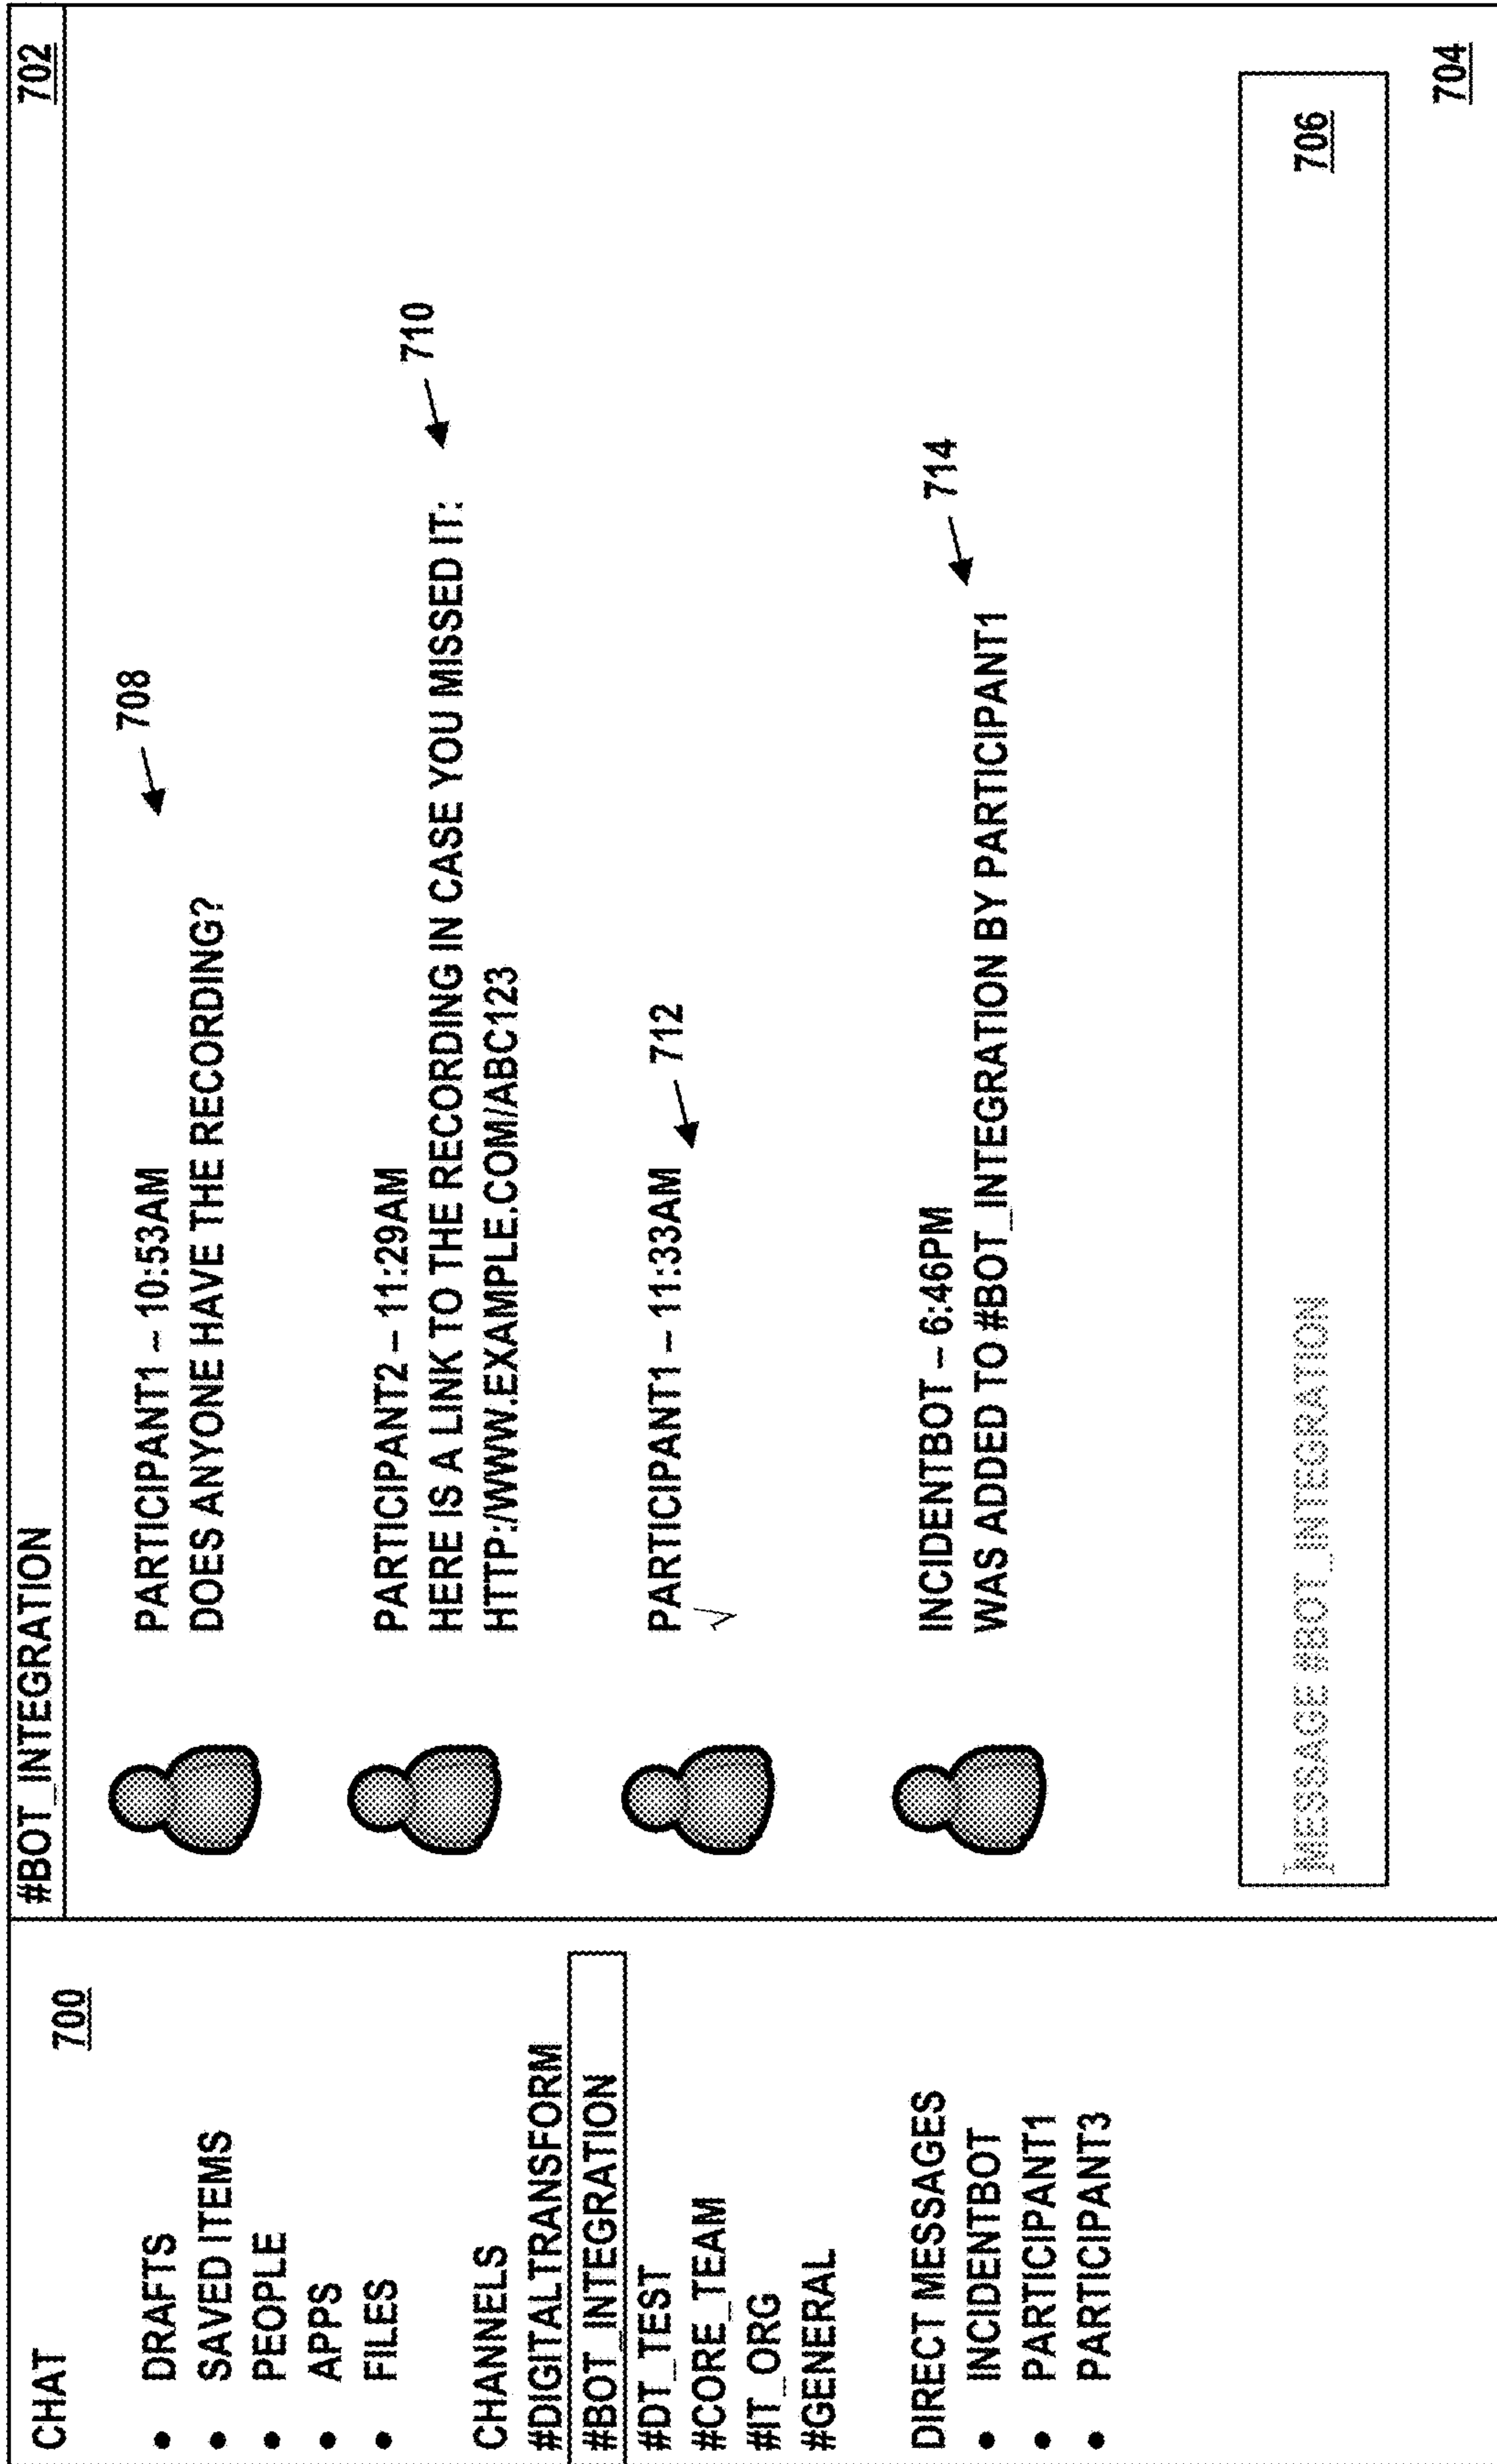 CHAT
700
• DRAFTS
• SAVED ITEMS
• PEOPLE
• APPS
• FILES
CHANNELS
#DIGITALTRANSFORM
#BOT_INTEGRATION
#DT_TEST
#CORE_TEAM
#IT_ORG
#GENERAL
DIRECT MESSAGES
• INCIDENTBOT
• PARTICIPANT1
• PARTICIPANT3
#BOT_INTEGRATION 702
PARTICIPANT1 – 10:53AM
DOES ANYONE HAVE THE RECORDING?
708
PARTICIPANT2 – 11:29AM
HERE IS A LINK TO THE RECORDING IN CASE YOU MISSED IT:
HTTP:/WWW.EXAMPLE.COM/ABC123
710
PARTICIPANT1 – 11:33AM
√
712
INCIDENTBOT – 6:46PM
WAS ADDED TO #BOT_INTEGRATION BY PARTICIPANT1
714
MESSAGE #BOT_INTEGRATION
706
704